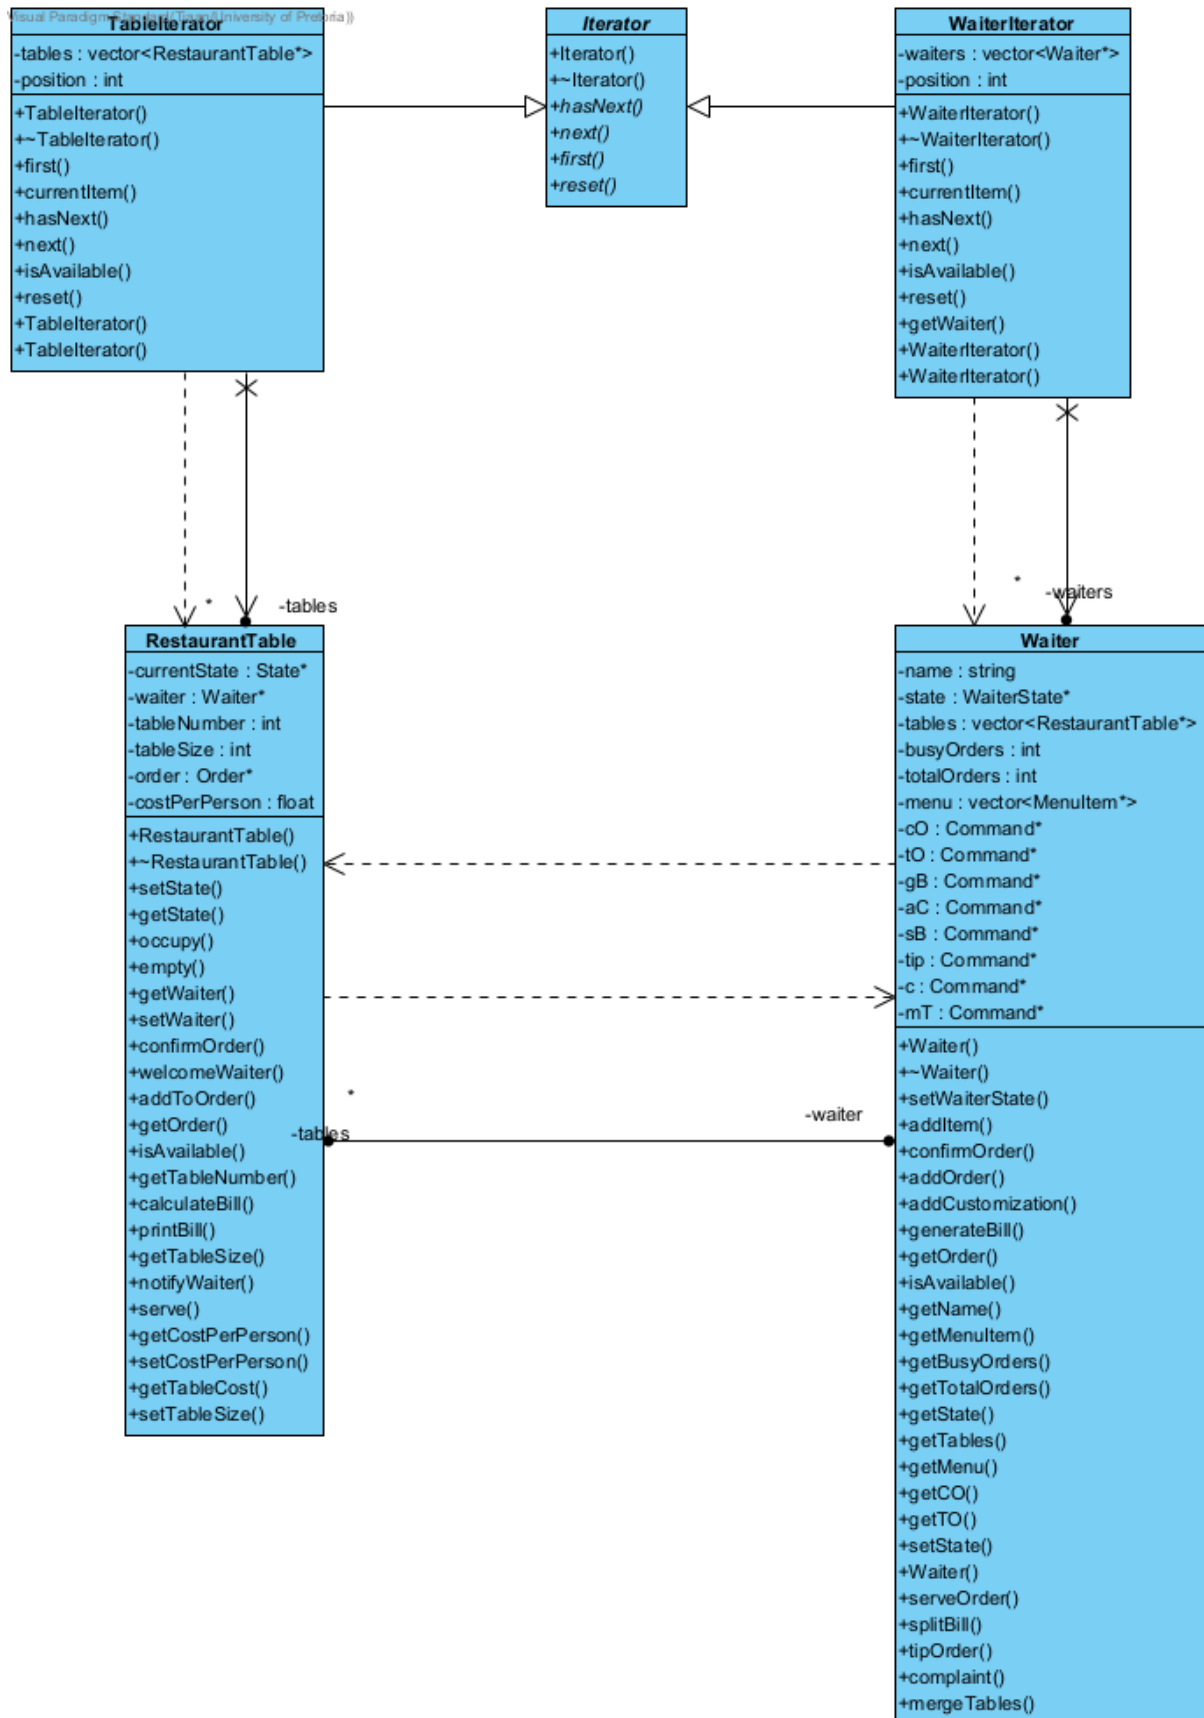 Visual Paradigm Standard(Tiaan(University of Pretoria))
TableIterator
-tables : vector<RestaurantTable*>
-position : int
+TableIterator()
+~TableIterator()
+first()
+currentItem()
+hasNext()
+next()
+isAvailable()
+reset()
+TableIterator()
+TableIterator()
Iterator
+Iterator()
+~Iterator()
+hasNext()
+next()
+first()
+reset()
WaiterIterator
-waiters : vector<Waiter*>
-position : int
+WaiterIterator()
+~WaiterIterator()
+first()
+currentItem()
+hasNext()
+next()
+isAvailable()
+reset()
+getWaiter()
+WaiterIterator()
+WaiterIterator()
*
-tables
*
-waiters
RestaurantTable
-currentState : State*
-waiter : Waiter*
-tableNumber : int
-tableSize : int
-order : Order*
-costPerPerson : float
+RestaurantTable()
+~RestaurantTable()
+setState()
+getState()
+occupy()
+empty()
+getWaiter()
+setWaiter()
+confirmOrder()
+welcomeWaiter()
+addToOrder()
+getOrder()
+isAvailable()
+getTableNumber()
+calculateBill()
+printBill()
+getTableSize()
+notifyWaiter()
+serve()
+getCostPerPerson()
+setCostPerPerson()
+getTableCost()
+setTableSize()
*
-tables
-waiter
Waiter
-name : string
-state : WaiterState*
-tables : vector<RestaurantTable*>
-busyOrders : int
-totalOrders : int
-menu : vector<MenuItem*>
-cO : Command*
-tO : Command*
-gB : Command*
-aC : Command*
-sB : Command*
-tip : Command*
-c : Command*
-mT : Command*
+Waiter()
+~Waiter()
+setWaiterState()
+addItem()
+confirmOrder()
+addOrder()
+addCustomization()
+generateBill()
+getOrder()
+isAvailable()
+getName()
+getMenuItem()
+getBusyOrders()
+getTotalOrders()
+getState()
+getTables()
+getMenu()
+getCO()
+getTO()
+setState()
+Waiter()
+serveOrder()
+splitBill()
+tipOrder()
+complaint()
+mergeTables()